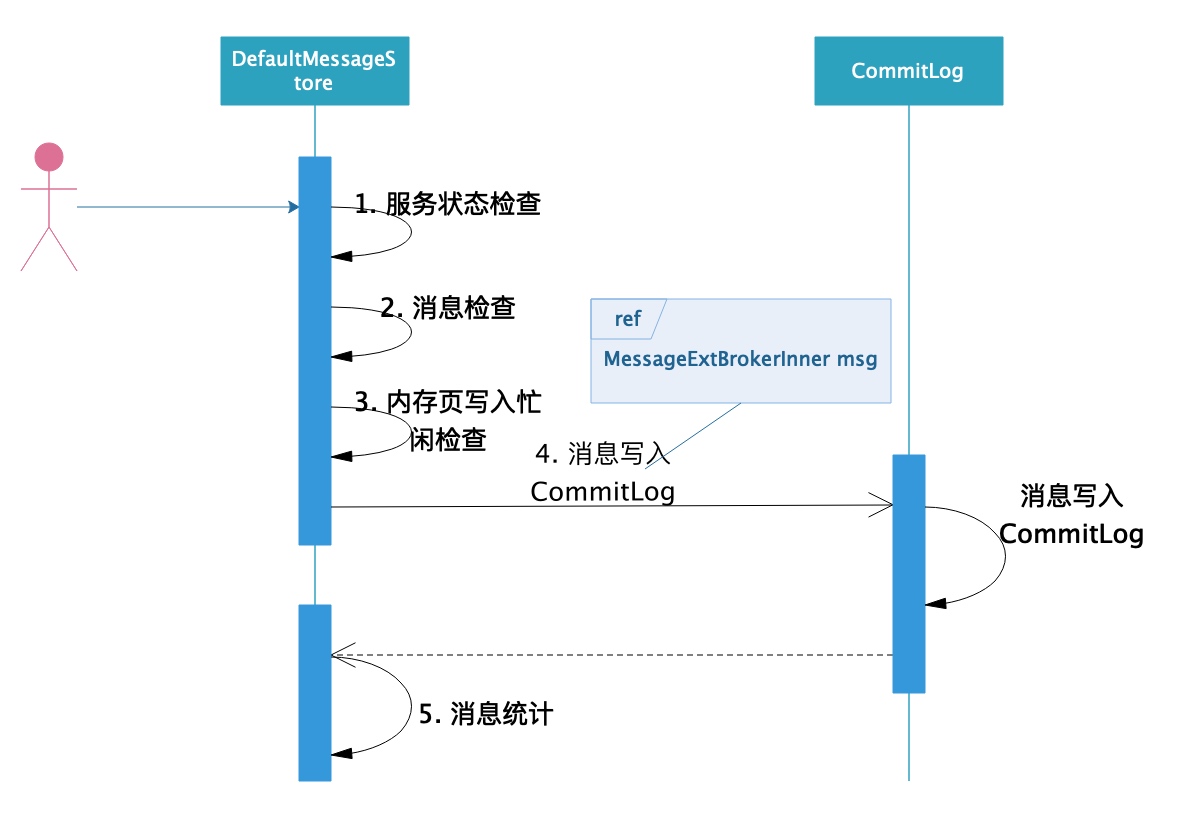 DefaultMessageS
tore
CommitLog
1. 服务状态检查
2. 消息检查
ref
MessageExtBrokerInner msg
3. 内存页写入忙
闲检查
4. 消息写入
CommitLog
消息写入
CommitLog
5. 消息统计